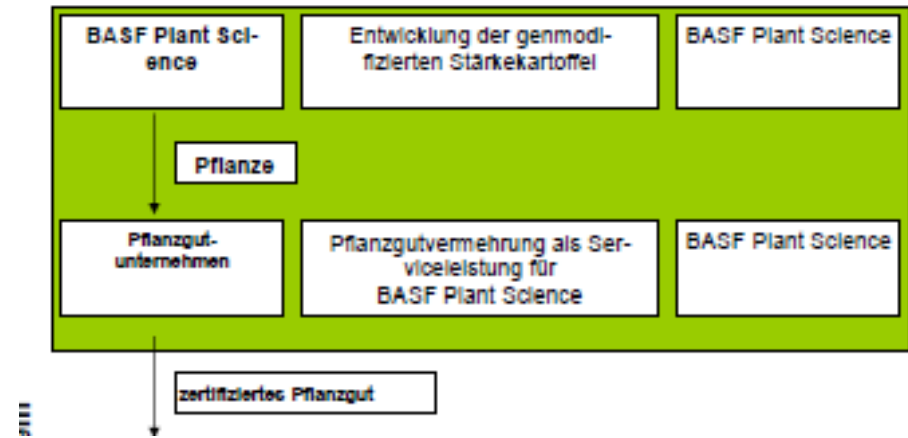 BASF Plant Sci-
ence
Entwicklung der genmodi-
fizierten Stärkekartoffel
BASF Plant Science
Pflanze
Pflanzgut-
unternehmen
Pflanzgutvermehrung als Ser-
viceleistung für
BASF Plant Science
BASF Plant Science
zertifiziertes Pflanzgut